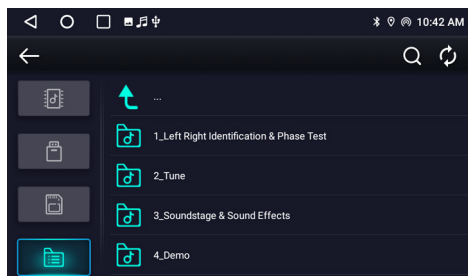 10:42 AM
...
1_Left Right Identification & Phase Test
2_Tune
3_Soundstage & Sound Effects
4_Demo